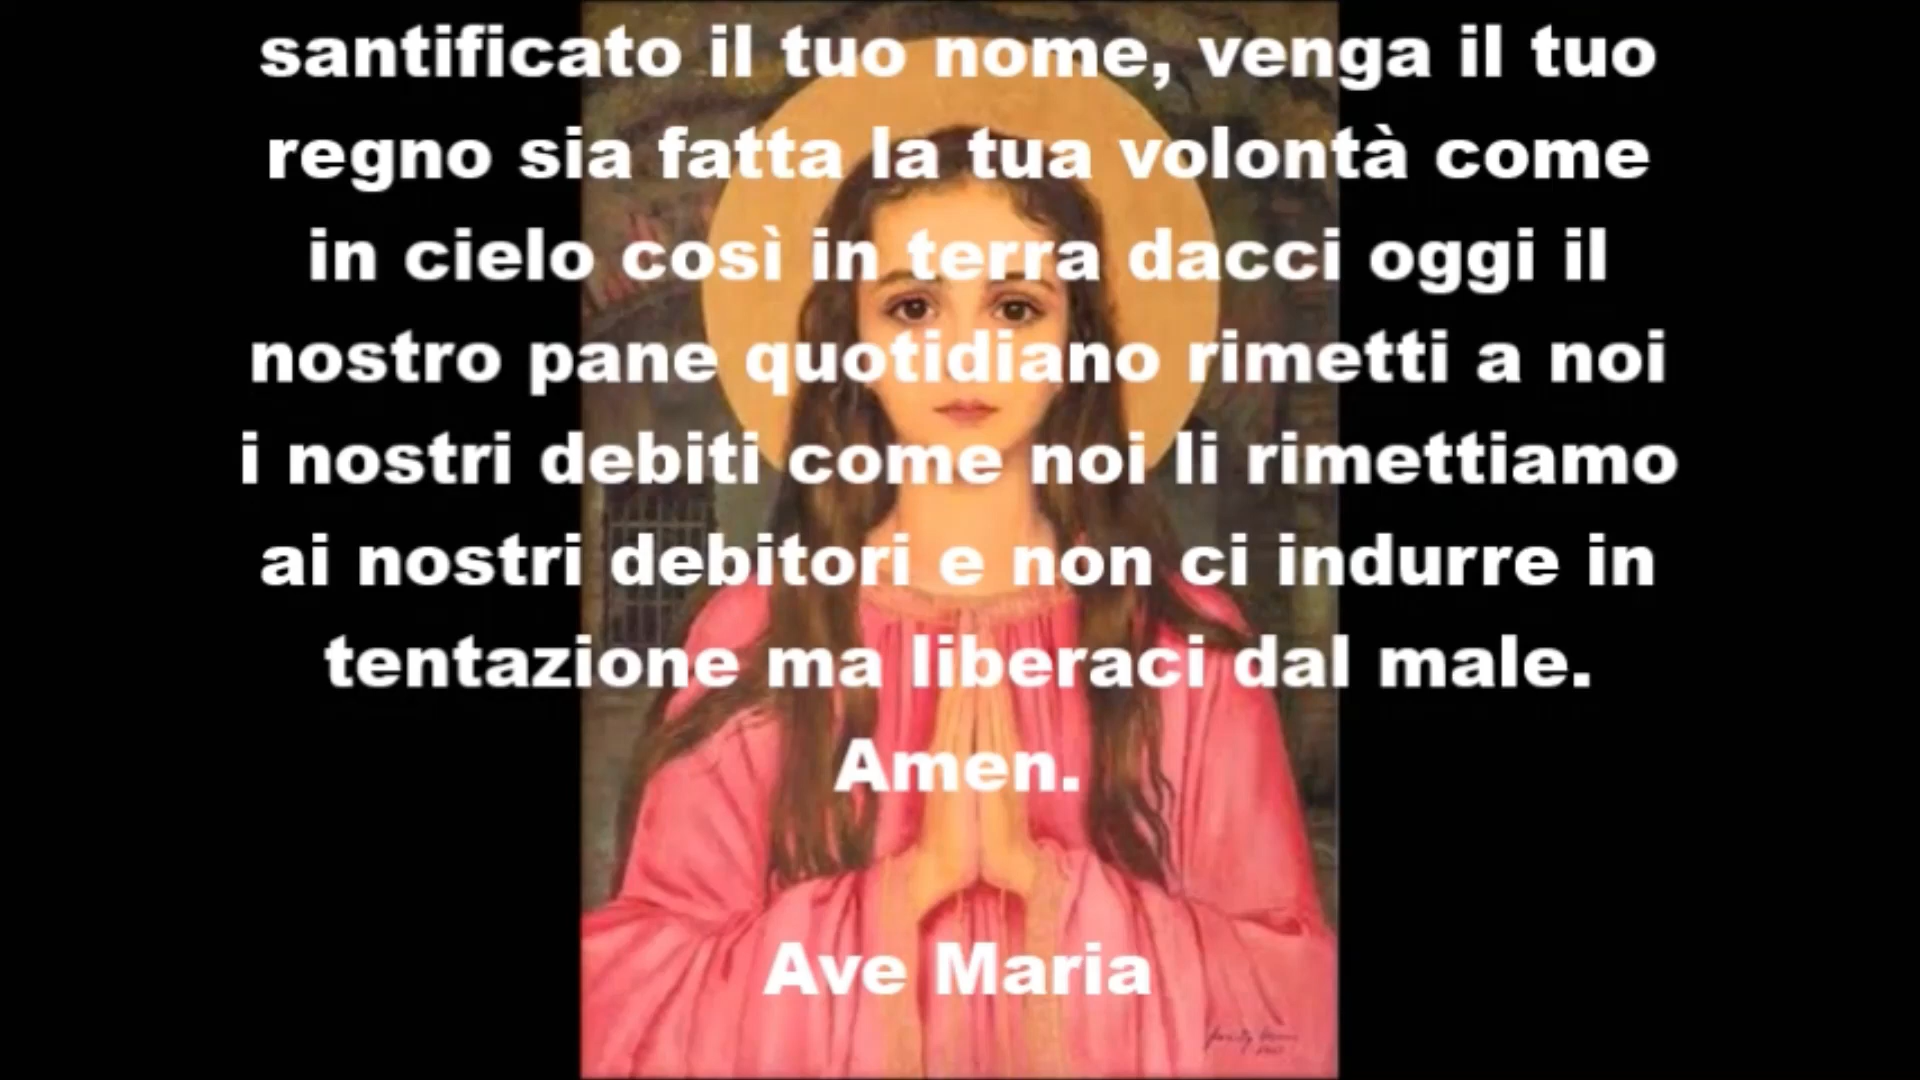 santificato il tuo nome, venga il tuo
regno sia fatta la tua volontà come
in cielo così in terra dacci oggi il
nostro pane quotidiano rimetti a noi
i nostri debiti come noi li rimettiamo
ai nostri debitori e non ci indurre in
tentazione ma liberaci dal male.
Amen.
Ave Maria